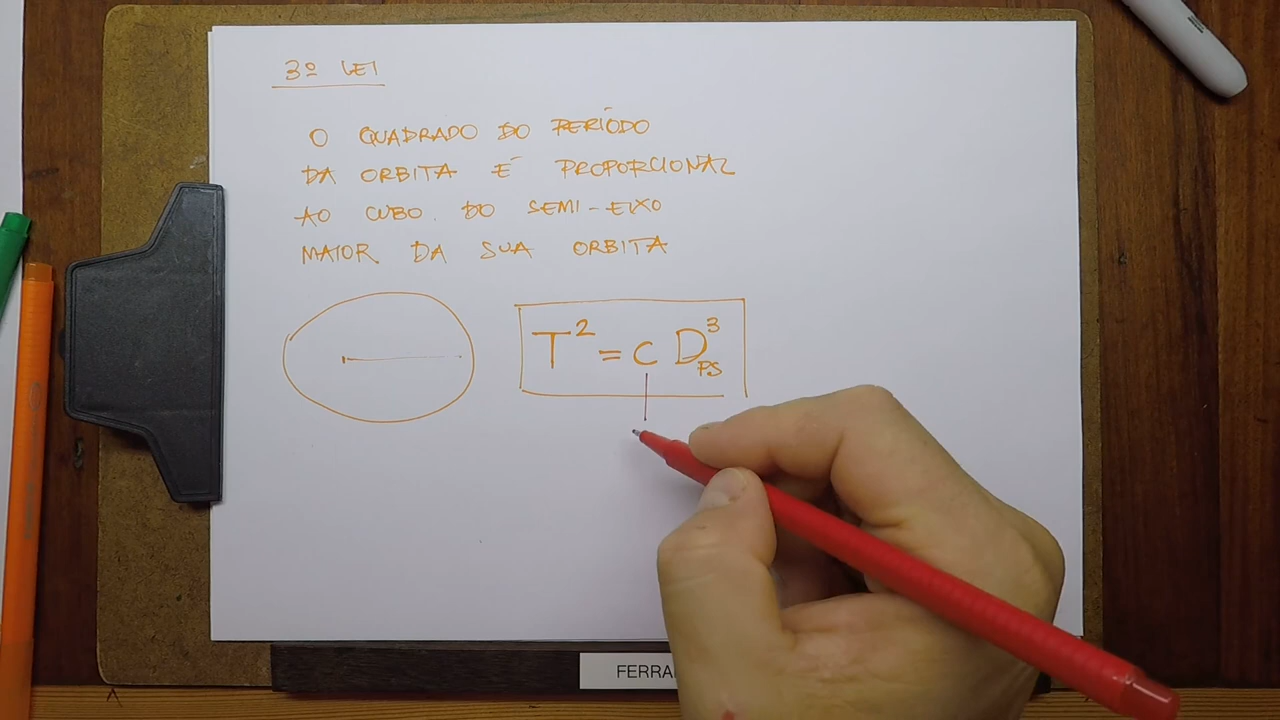 3º LEI
O QUADRADO DO PERÍODO
DA ORBITA É PROPORCIONAL
AO CUBO. DO SEMI-EIXO
MAIOR DA SUA ORBITA
T² = C D³PS